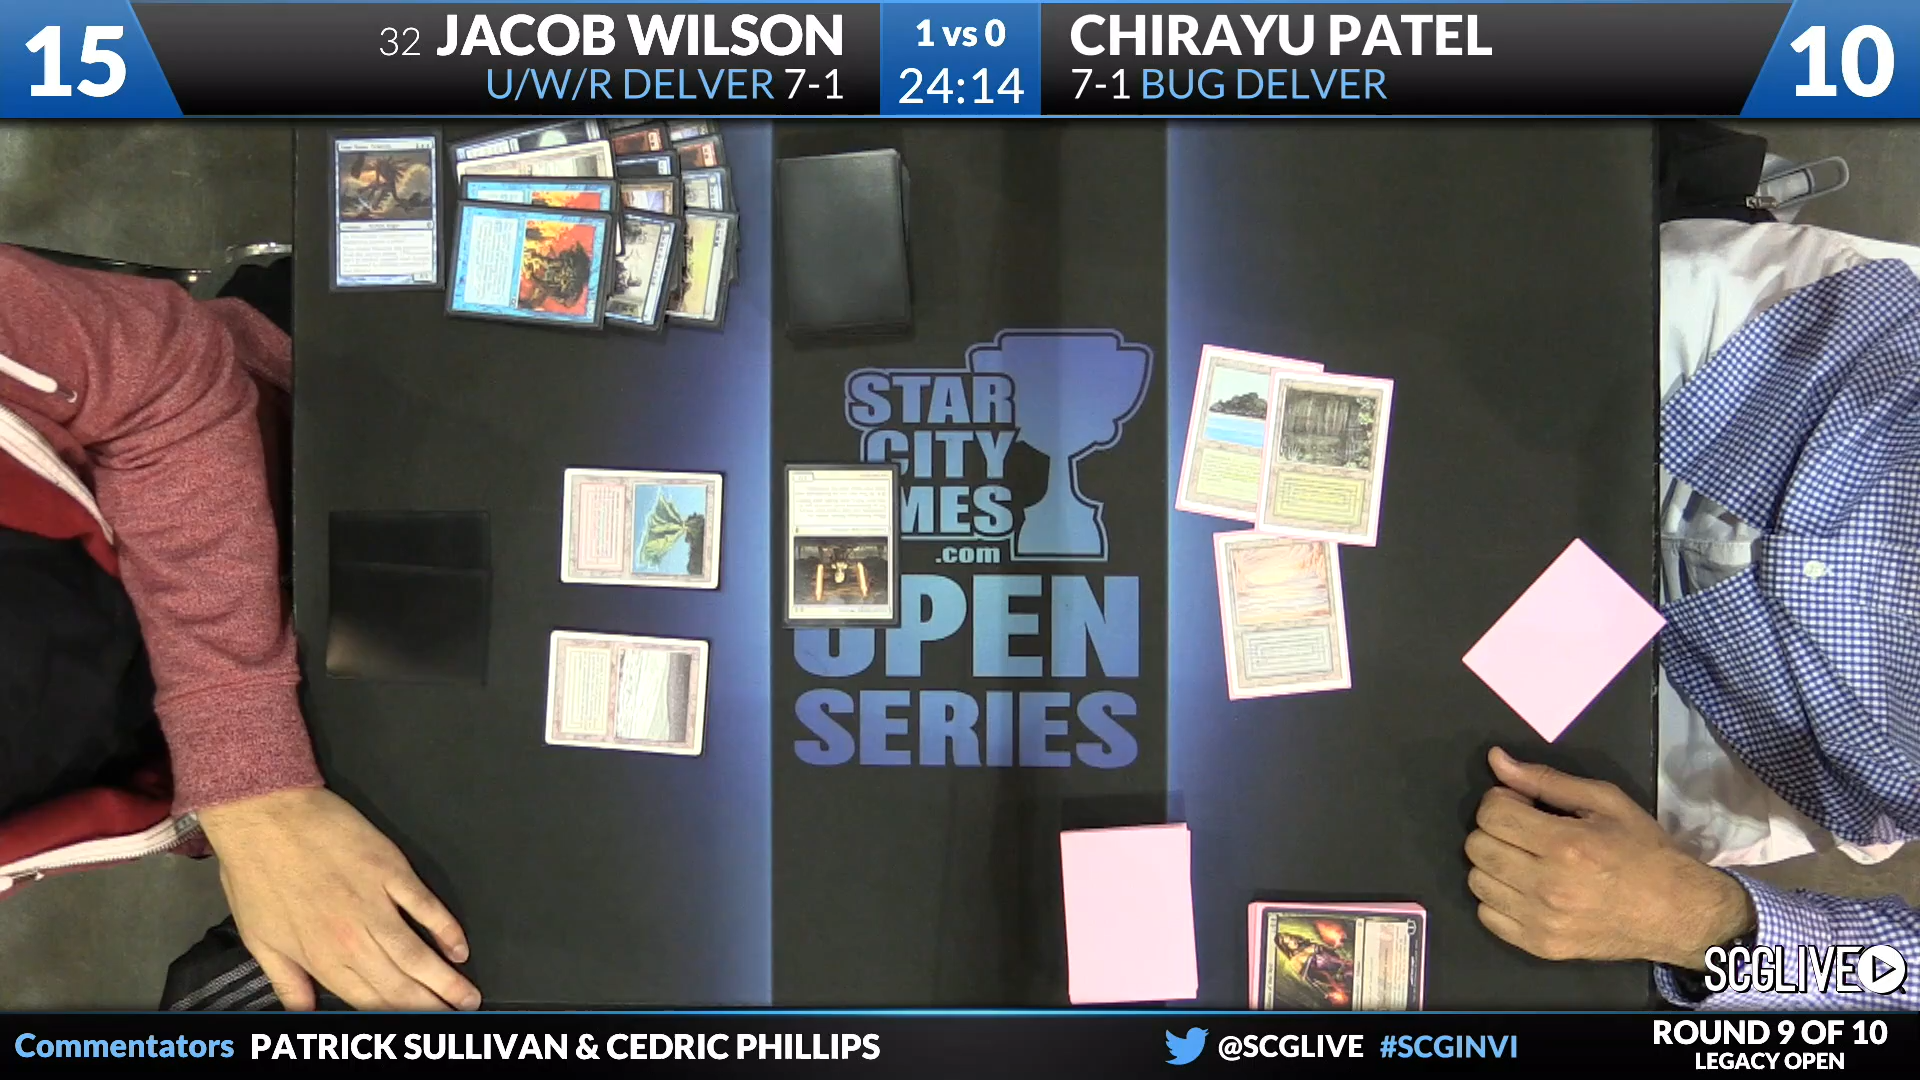 15
32 JACOB WILSON
U/W/R DELVER 7-1
1 vs 0
24:14
CHIRAYU PATEL
7-1 BUG DELVER
10
STAR
CITY
MES
.com
OPEN
SERIES
SCGLIVE
Commentators PATRICK SULLIVAN & CEDRIC PHILLIPS
@SCGLIVE #SCGINVI
ROUND 9 OF 10
LEGACY OPEN